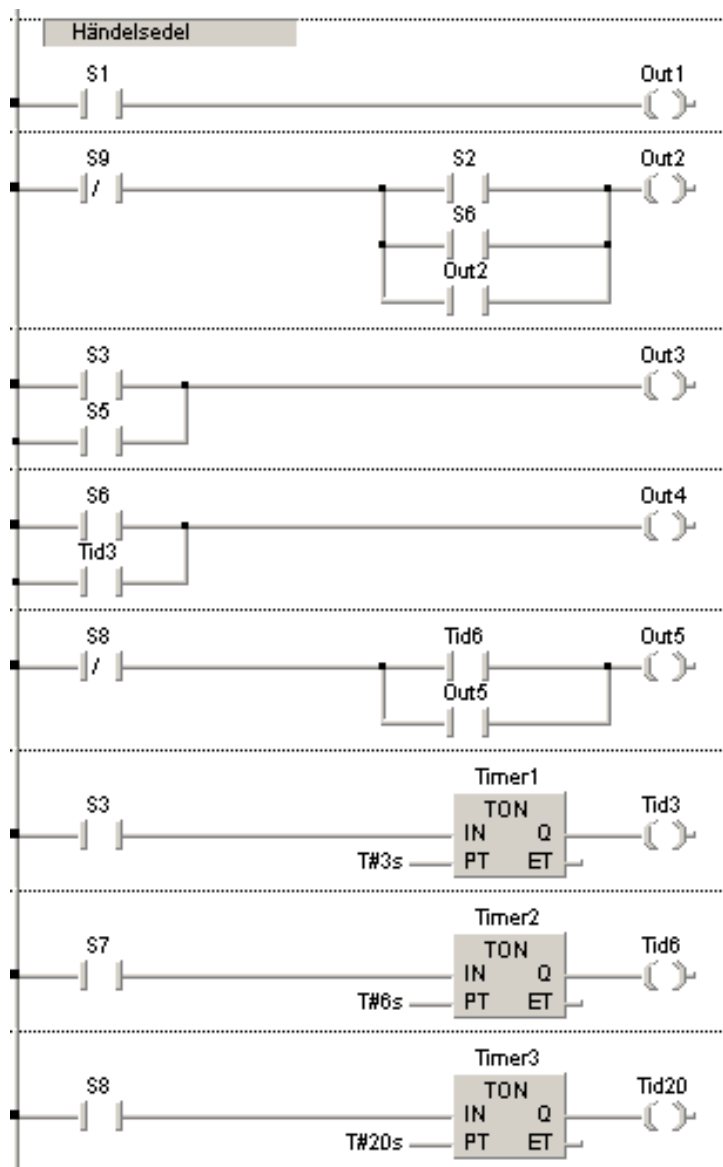 Händelsedel
S1 Out1
S9 S2 Out2
S6
Out2
S3 Out3
S5
S6 Out4
Tid3
S8 Tid6 Out5
Out5
Timer1
S3 TON Tid3
IN Q
T#3s PT ET
Timer2
S7 TON Tid6
IN Q
T#6s PT ET
Timer3
S8 TON Tid20
IN Q
T#20s PT ET